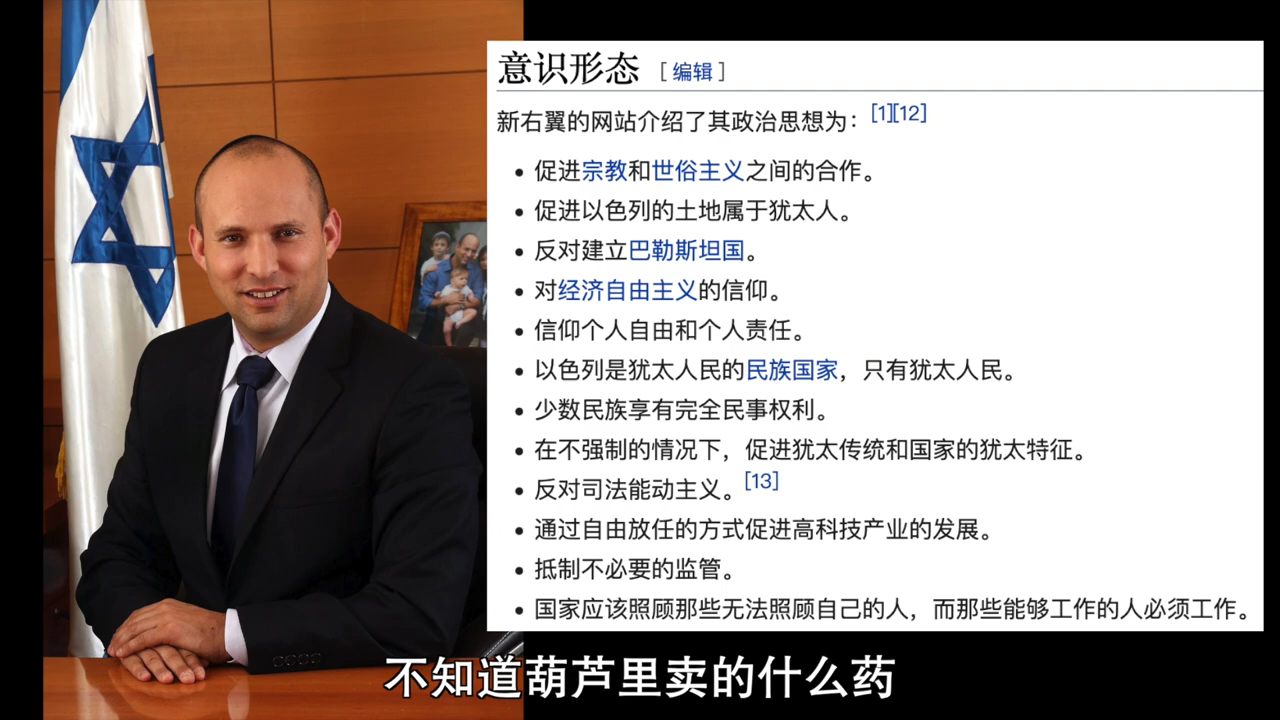 意识形态 [编辑]
新右翼的网站介绍了其政治思想为：[1][12]
• 促进宗教和世俗主义之间的合作。
• 促进以色列的土地属于犹太人。
• 反对建立巴勒斯坦国。
• 对经济自由主义的信仰。
• 信仰个人自由和个人责任。
• 以色列是犹太人民的民族国家，只有犹太人民。
• 少数民族享有完全民事权利。
• 在不强制的情况下，促进犹太传统和国家的犹太特征。
• 反对司法能动主义。[13]
• 通过自由放任的方式促进高科技产业的发展。
• 抵制不必要的监管。
• 国家应该照顾那些无法照顾自己的人，而那些能够工作的人必须工作。
不知道葫芦里卖的什么药